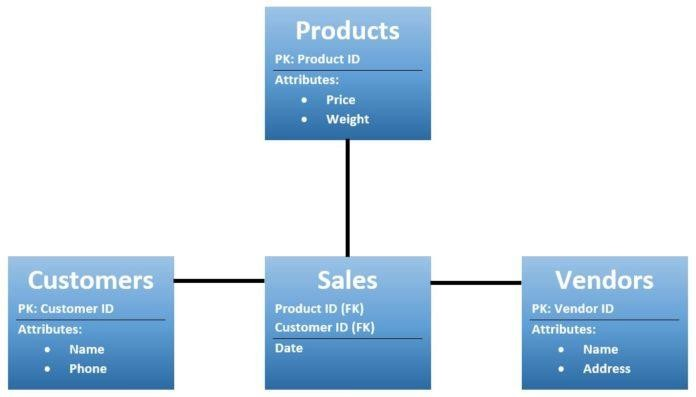 Products
PK: Product ID
Attributes:
• Price
• Weight
Customers
PK: Customer ID
Attributes:
• Name
• Phone
Sales
Product ID (FK)
Customer ID (FK)
Date
Vendors
PK: Vendor ID
Attributes:
• Name
• Address